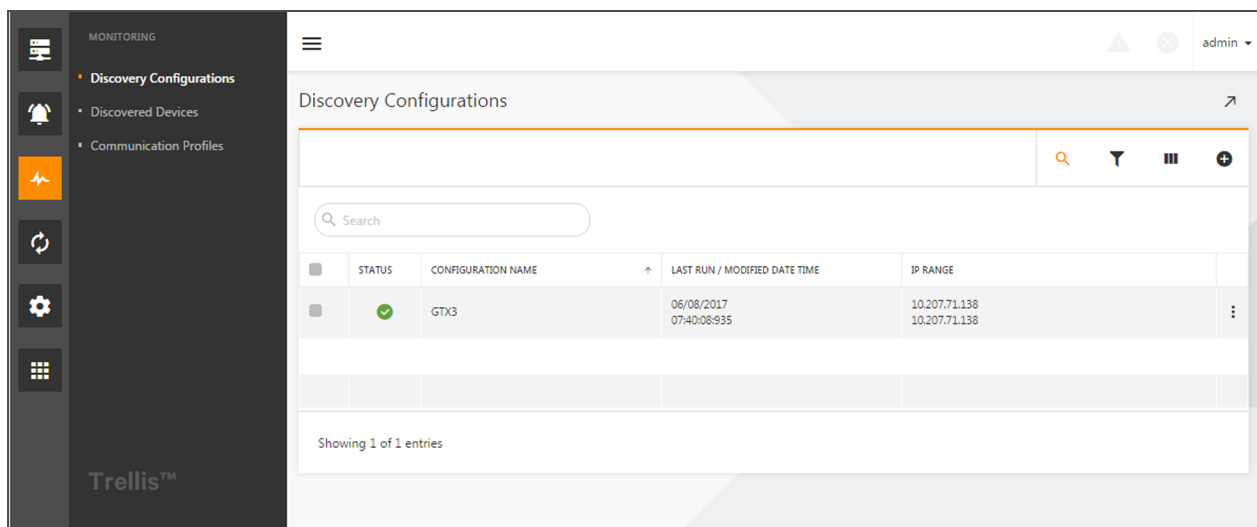 MONITORING
Discovery Configurations
Discovered Devices
Communication Profiles
Trellis™
admin
Discovery Configurations
Search
STATUS CONFIGURATION NAME LAST RUN / MODIFIED DATE TIME IP RANGE
GTX3 06/08/2017 10.207.71.138
07:40:08:935 10.207.71.138
Showing 1 of 1 entries